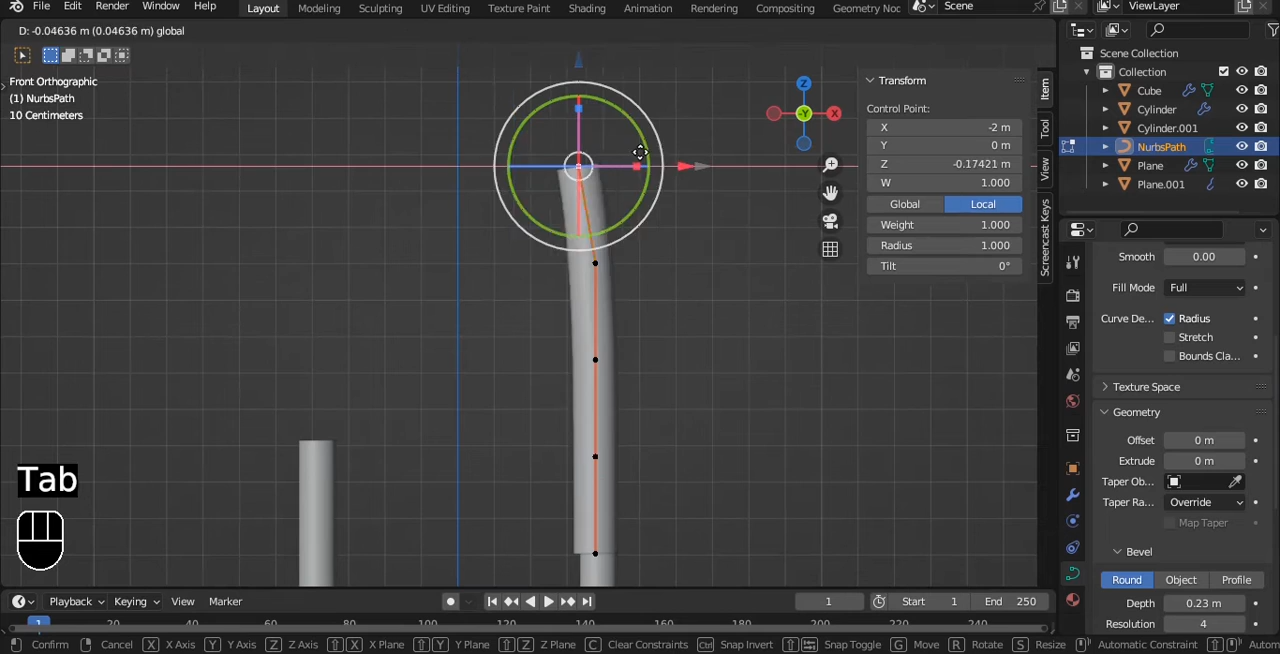 File Edit Render Window Help Layout Modeling Sculpting UV Editing Texture Paint Shading Animation Rendering Compositing Geometry Noc Scene ViewLayer
D: -0.04636 m (0.04636 m) global
Front Orthographic
(1) NurbsPath
10 Centimeters
Z
X
-Y
Transform
Control Point:
X -2 m
Y 0 m
Z -0.17421 m
W 1.000
Global Local
Weight 1.000
Radius 1.000
Tilt 0°
Item
Tool
View
Screencast Keys
Scene Collection
Collection
Cube
Cylinder
Cylinder.001
NurbsPath
Plane
Plane.001
Smooth 0.00
Fill Mode Full
Curve De... Radius
Stretch
Bounds Cla...
Texture Space
Geometry
Offset 0 m
Extrude 0 m
Taper Ob...
Taper Ra... Override
Map Taper
Bevel
Round Object Profile
Depth 0.23 m
Resolution 4
Tab
Playback Keying View Marker 1 Start 1 End 250
1 20 40 60 80 100 120 140 160 180 200 220 240
Confirm Cancel X X Axis Y Y Axis Z Z Axis X X Plane Y Y Plane Z Z Plane C Clear Constraints Ctrl Snap Invert Snap Toggle G Move R Rotate S Resize Automatic Constraint Autom